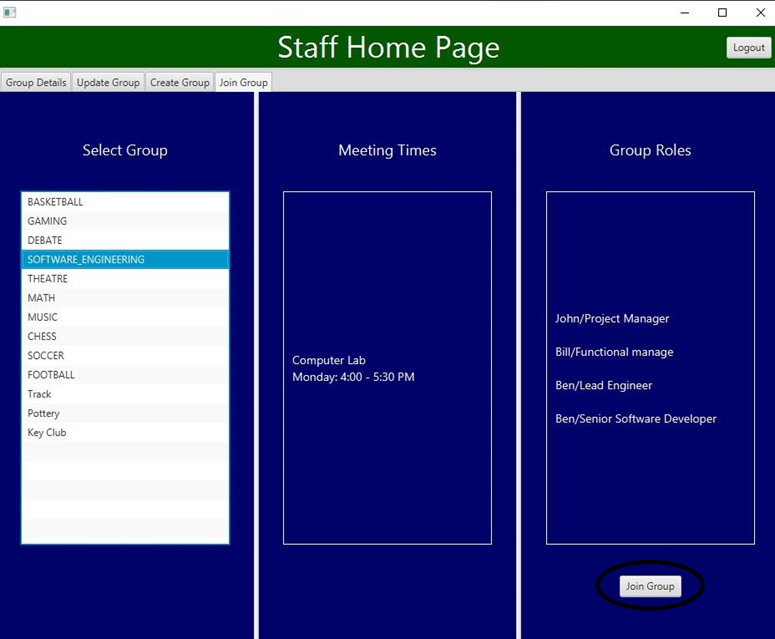 Staff Home Page
Logout
Group Details
Update Group
Create Group
Join Group
Select Group
BASKETBALL
GAMING
DEBATE
SOFTWARE_ENGINEERING
THEATRE
MATH
MUSIC
CHESS
SOCCER
FOOTBALL
Track
Pottery
Key Club
Meeting Times
Computer Lab
Monday: 4:00 - 5:30 PM
Group Roles
John/Project Manager
Bill/Functional manage
Ben/Lead Engineer
Ben/Senior Software Developer
Join Group